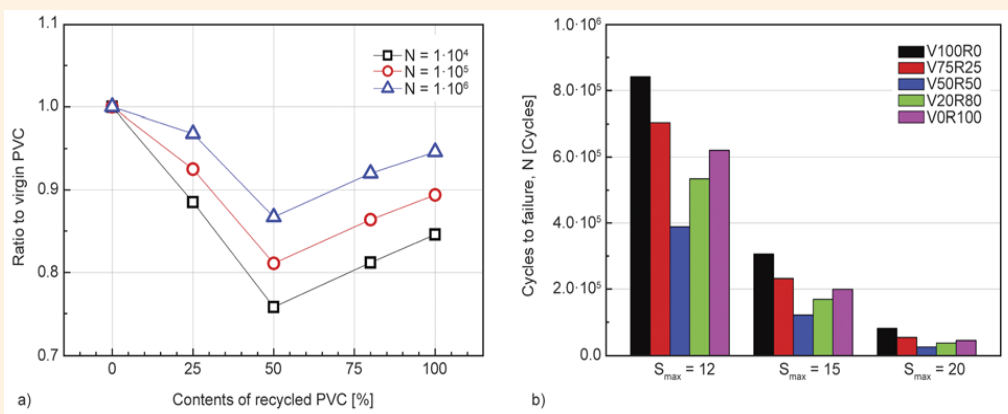 Ratio to virgin PVC
1.1
1.0
0.9
0.8
0.7
N = 1·10⁴
N = 1·10⁵
N = 1·10⁶
0
25
50
75
100
Contents of recycled PVC [%]
a)
Cycles to failure, N [Cycles]
1.0·10⁶
8.0·10⁵
6.0·10⁵
4.0·10⁵
2.0·10⁵
0.0
V100R0
V75R25
V50R50
V20R80
V0R100
Smax = 12
Smax = 15
Smax = 20
b)